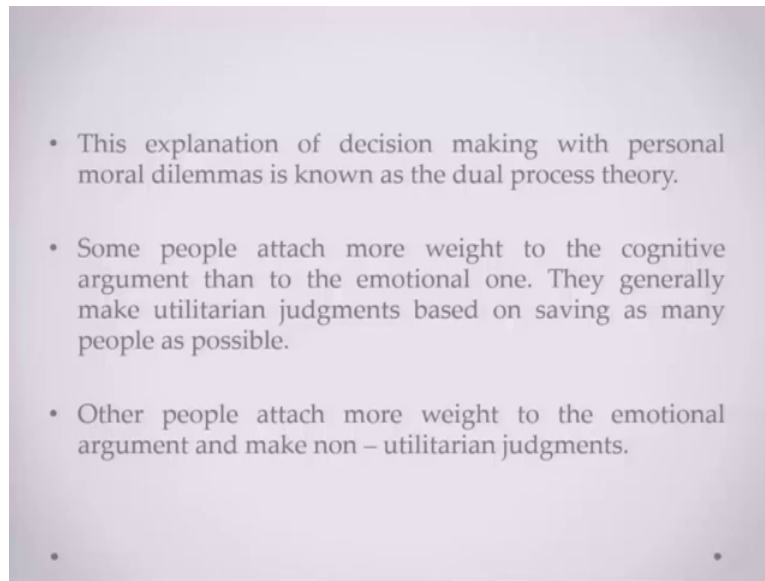 • This explanation of decision making with personal
moral dilemmas is known as the dual process theory.
• Some people attach more weight to the cognitive
argument than to the emotional one. They generally
make utilitarian judgments based on saving as many
people as possible.
• Other people attach more weight to the emotional
argument and make non – utilitarian judgments.